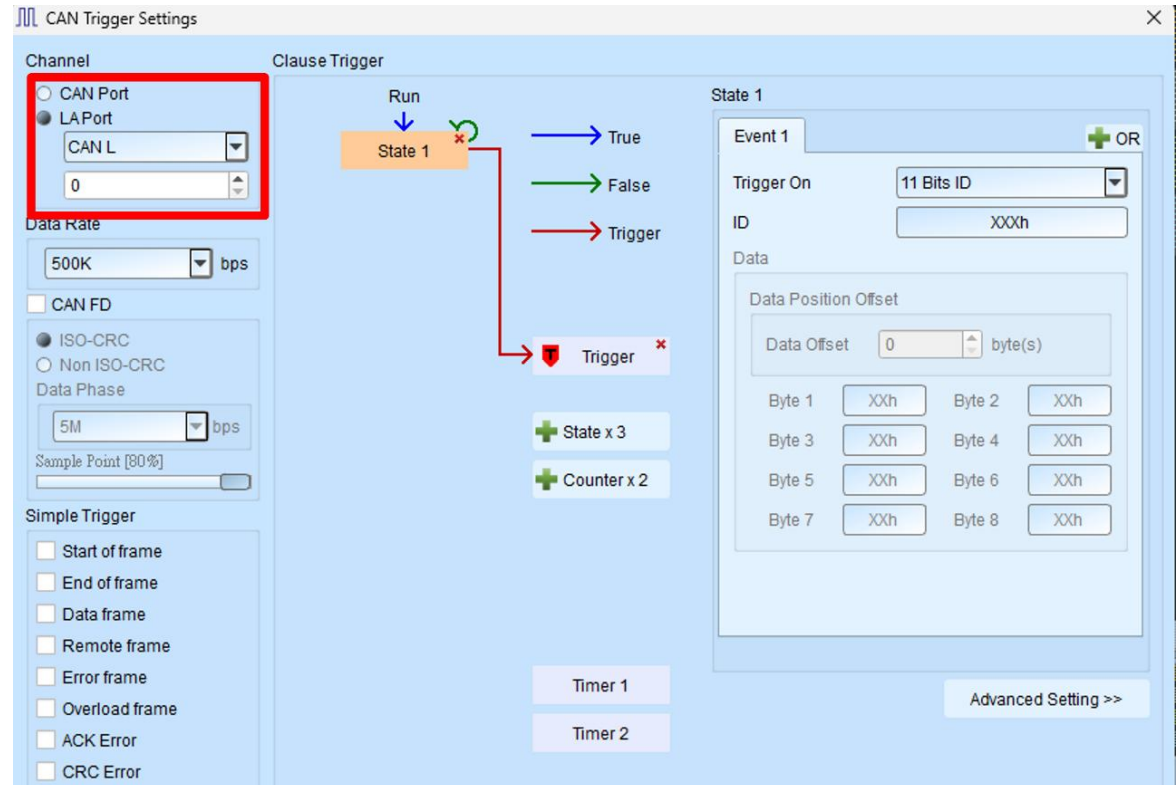 CAN Trigger Settings
Channel
CAN Port
LA Port
CAN L
0
Data Rate
500K bps
CAN FD
ISO-CRC
Non ISO-CRC
Data Phase
5M bps
Sample Point [80%]
Simple Trigger
Start of frame
End of frame
Data frame
Remote frame
Error frame
Overload frame
ACK Error
CRC Error
Clause Trigger
Run
State 1
True
False
Trigger
T Trigger
State x 3
Counter x 2
Timer 1
Timer 2
State 1
Event 1 OR
Trigger On 11 Bits ID
ID XXXh
Data
Data Position Offset
Data Offset 0 byte(s)
Byte 1 XXh Byte 2 XXh
Byte 3 XXh Byte 4 XXh
Byte 5 XXh Byte 6 XXh
Byte 7 XXh Byte 8 XXh
Advanced Setting >>